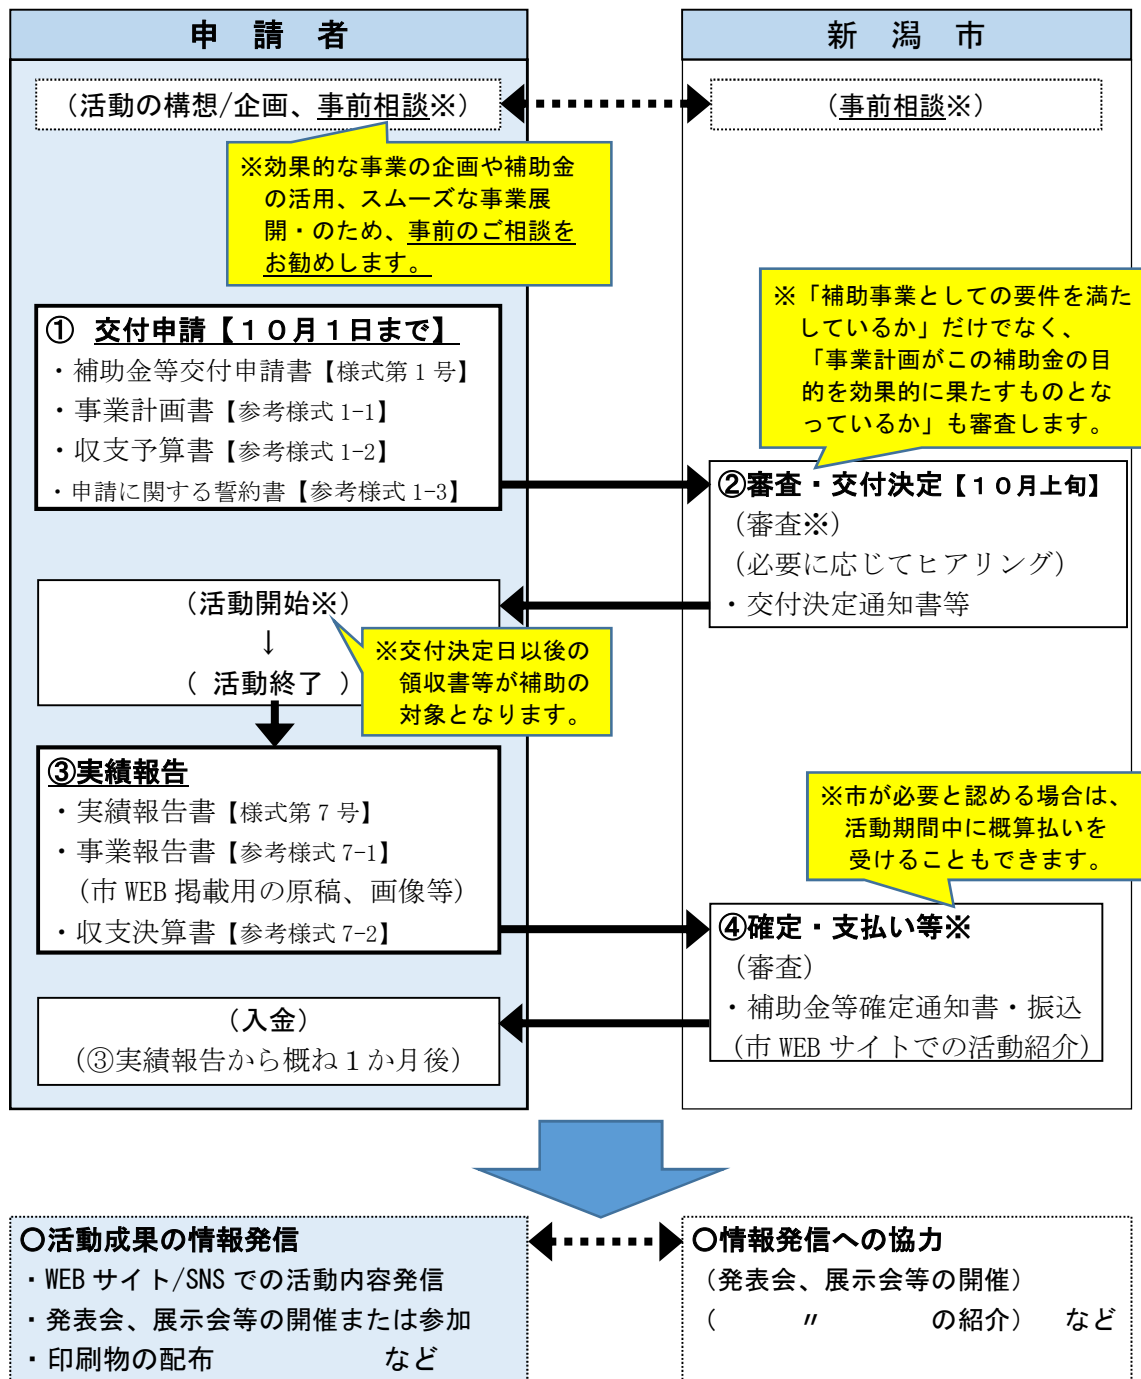 申　請　者
新　潟　市
（活動の構想/企画、事前相談※）
（事前相談※）
※効果的な事業の企画や補助金
の活用、スムーズな事業展
開・のため、事前のご相談を
お勧めします。
①　交付申請【１０月１日まで】
・補助金等交付申請書【様式第 1 号】
・事業計画書【参考様式 1-1】
・収支予算書【参考様式 1-2】
・申請に関する誓約書【参考様式 1-3】
※「補助事業としての要件を満た
しているか」だけでなく、
「事業計画がこの補助金の目
的を効果的に果たすものとな
っているか」も審査します。
②審査・交付決定【１０月上旬】
（審査※）
（必要に応じてヒアリング）
・交付決定通知書等
（活動開始※）
↓
（ 活動終了 ）
※交付決定日以後の
領収書等が補助の
対象となります。
③実績報告
・実績報告書【様式第 7 号】
・事業報告書【参考様式 7-1】
（市 WEB 掲載用の原稿、画像等）
・収支決算書【参考様式 7-2】
※市が必要と認める場合は、
活動期間中に概算払いを
受けることもできます。
④確定・支払い等※
（審査）
・補助金等確定通知書・振込
（市 WEB サイトでの活動紹介）
（入金）
（③実績報告から概ね１か月後）
〇活動成果の情報発信
・WEB サイト/SNS での活動内容発信
・発表会、展示会等の開催または参加
・印刷物の配布　　　　　　など
〇情報発信への協力
（発表会、展示会等の開催）
（　　　〃　　　　の紹介）　など